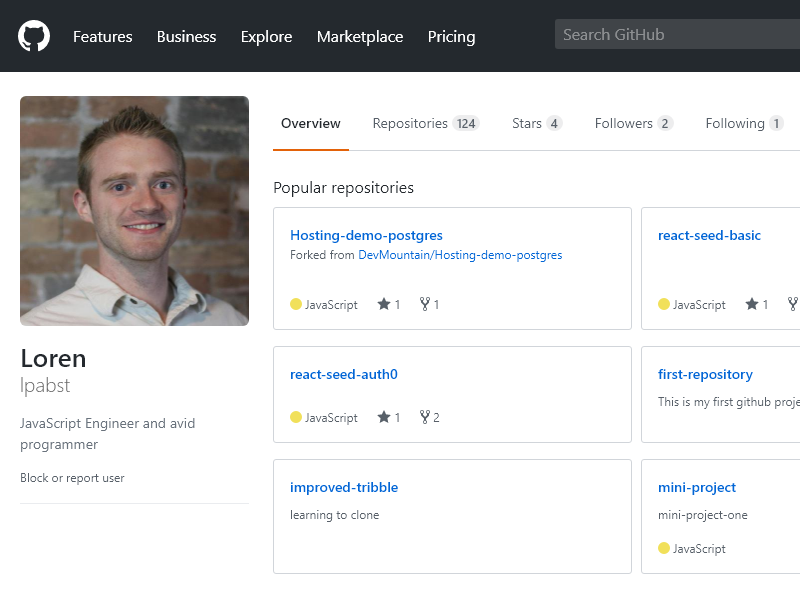 Features Business Explore Marketplace Pricing Search GitHub
Overview Repositories 124 Stars 4 Followers 2 Following 1
Popular repositories
Hosting-demo-postgres
Forked from DevMountain/Hosting-demo-postgres
JavaScript 1 1
react-seed-basic
JavaScript 1
react-seed-auth0
JavaScript 1 2
first-repository
This is my first github proje
improved-tribble
learning to clone
mini-project
mini-project-one
JavaScript
Loren
lpabst
JavaScript Engineer and avid
programmer
Block or report user